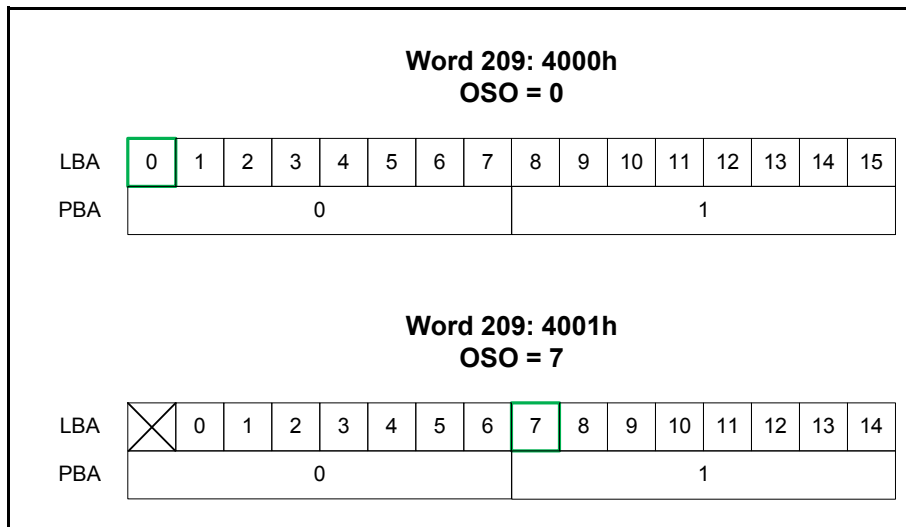 Word 209: 4000h
OSO = 0
LBA 0 1 2 3 4 5 6 7 8 9 10 11 12 13 14 15
PBA 0 1
Word 209: 4001h
OSO = 7
LBA 0 1 2 3 4 5 6 7 8 9 10 11 12 13 14
PBA 0 1